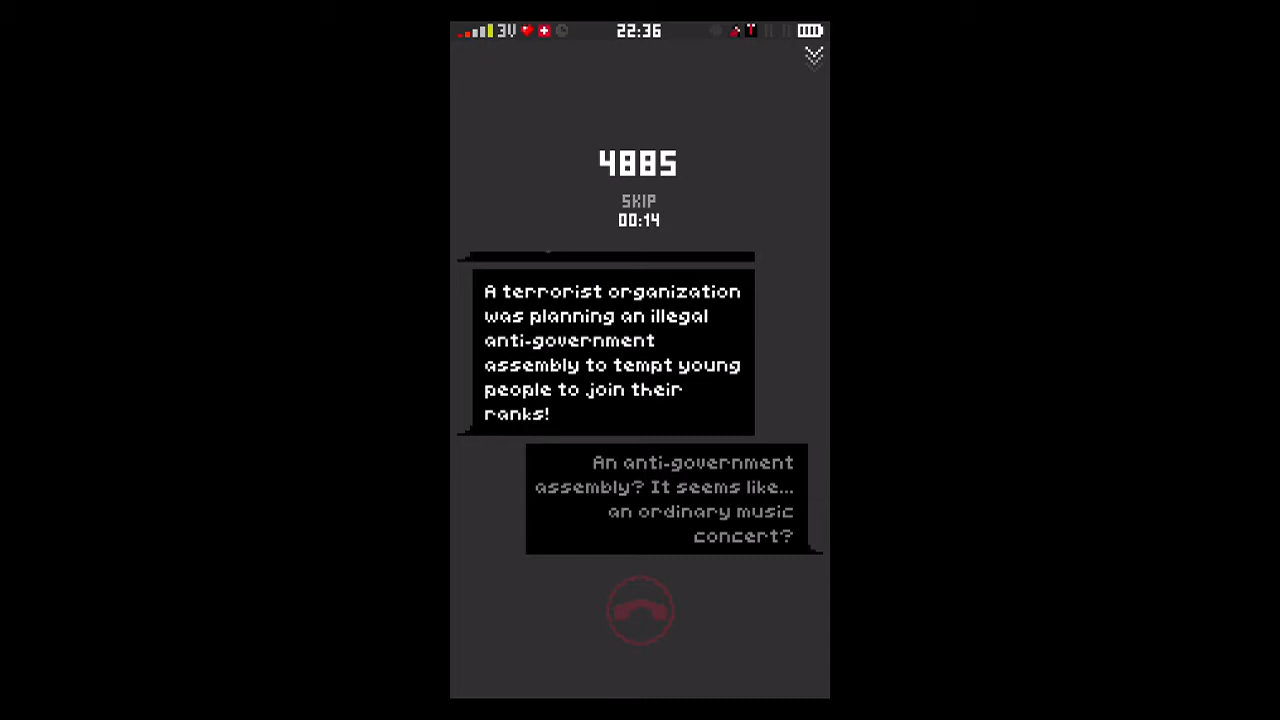 3V 22:36
4885
SKIP
00:14
A terrorist organization
was planning an illegal
anti-government
assembly to tempt young
people to join their
ranks!
An anti-government
assembly? It seems like...
an ordinary music
concert?